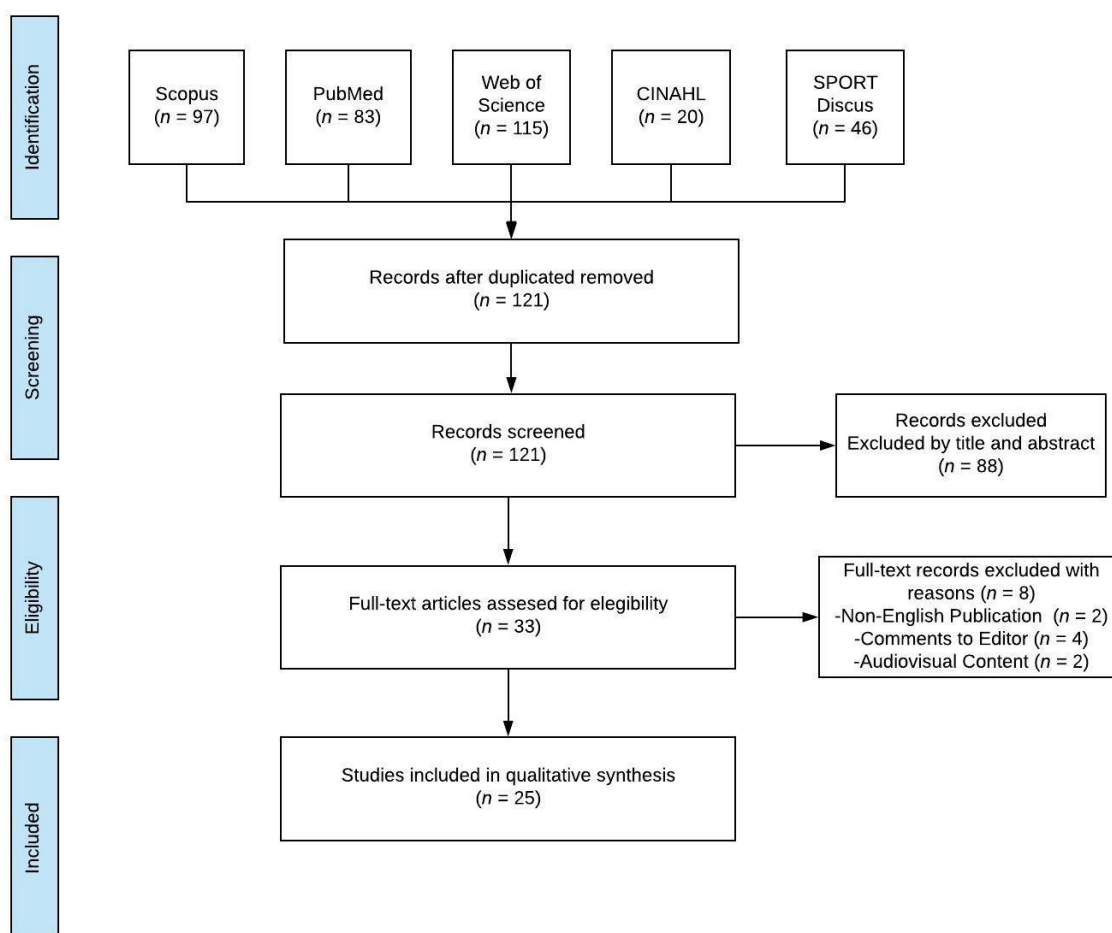 Identification
Scopus
(n = 97)
PubMed
(n = 83)
Web of
Science
(n = 115)
CINAHL
(n = 20)
SPORT
Discus
(n = 46)
Records after duplicated removed
(n = 121)
Screening
Records screened
(n = 121)
Records excluded
Excluded by title and abstract
(n = 88)
Eligibility
Full-text articles assesed for elegibility
(n = 33)
Full-text records excluded with
reasons (n = 8)
-Non-English Publication (n = 2)
-Comments to Editor (n = 4)
-Audiovisual Content (n = 2)
Included
Studies included in qualitative synthesis
(n = 25)